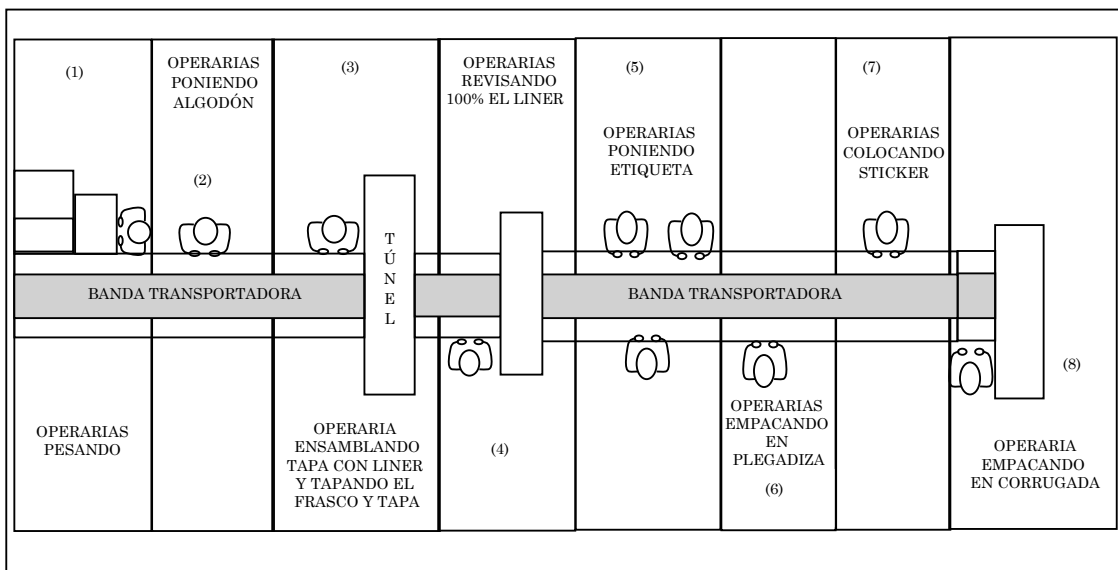 (1)
OPERARIAS
PESANDO
OPERARIAS
PONIENDO
ALGODÓN
(2)
(3)
OPERARIA
ENSAMBLANDO
TAPA CON LINER
Y TAPANDO EL
FRASCO Y TAPA
TÚNEL
BANDA TRANSPORTADORA
OPERARIAS
REVISANDO
100% EL LINER
(4)
(5)
OPERARIAS
PONIENDO
ETIQUETA
BANDA TRANSPORTADORA
OPERARIAS
EMPACANDO
EN
PLEGADIZA
(6)
(7)
OPERARIAS
COLOCANDO
STICKER
(8)
OPERARIA
EMPACANDO
EN CORRUGADA